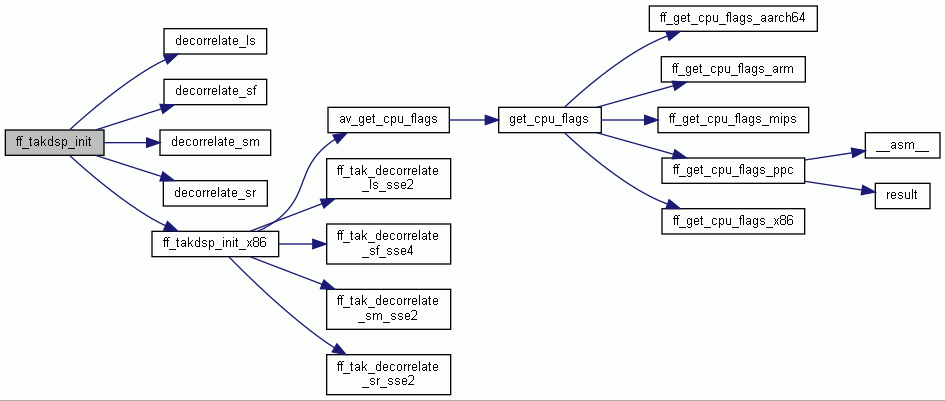 ff_takdsp_init
decorrelate_ls
decorrelate_sf
decorrelate_sm
decorrelate_sr
ff_takdsp_init_x86
av_get_cpu_flags
ff_tak_decorrelate
_ls_sse2
ff_tak_decorrelate
_sf_sse4
ff_tak_decorrelate
_sm_sse2
ff_tak_decorrelate
_sr_sse2
get_cpu_flags
ff_get_cpu_flags_aarch64
ff_get_cpu_flags_arm
ff_get_cpu_flags_mips
ff_get_cpu_flags_ppc
ff_get_cpu_flags_x86
__asm__
result